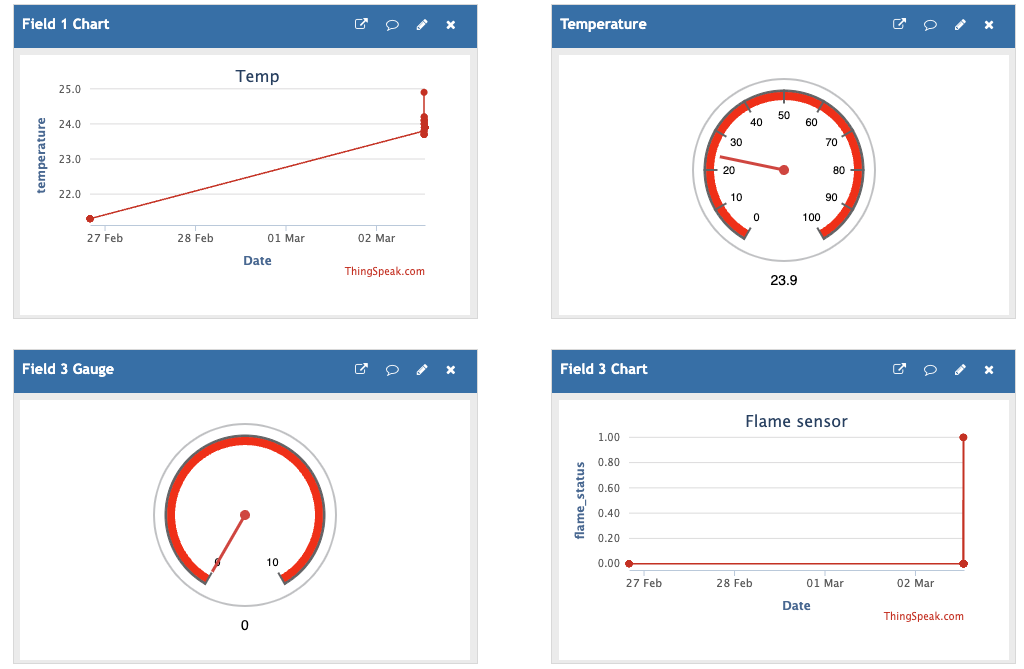 Field 1 Chart
Temp
25.0
24.0
23.0
22.0
temperature
27 Feb 28 Feb 01 Mar 02 Mar
Date
ThingSpeak.com
Temperature
50
40 60
30 70
20 80
10 90
0 100
23.9
Field 3 Gauge
0 10
0
Field 3 Chart
Flame sensor
1.00
0.80
0.60
0.40
0.20
0.00
flame_status
27 Feb 28 Feb 01 Mar 02 Mar
Date
ThingSpeak.com